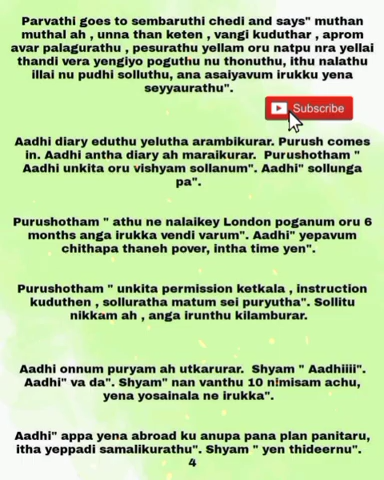 Parvathi goes to sembaruthi chedi and says" muthan
muthal ah , unna than keten , vangi kuduthar , aprom
avar palagurathu , pesurathu yellam oru natpu nra yellai
thandi vera yengiyo poguthu nu thonuthu, ithu nalathu
illai nu pudhi solluthu, ana asaiyavum irukku yena
seyyaurathu".
Subscribe
Aadhi diary eduthu yelutha arambikurar. Purush comes
in. Aadhi antha diary ah maraikurar. Purushotham "
Aadhi unkita oru vishyam sollanum". Aadhi" sollunga
pa".
Purushotham " athu ne nalaikey London poganum oru 6
months anga irukka vendi varum". Aadhi" yepavum
chithapa thaneh pover, intha time yen".
Purushotham " unkita permission ketkala , instruction
kuduthen , solluratha matum sei puryutha". Sollitu
nikkam ah , anga irunthu kilamburar.
Aadhi onnum puryam ah utkarurar. Shyam " Aadhiiii".
Aadhi" va da". Shyam" nan vanthu 10 n!misam achu,
yena yosainala ne irukka".
Aadhi" appa yena abroad ku anupa pana plan panitaru,
itha yeppadi samalikurathu". Shyam " yen thideernu".
4